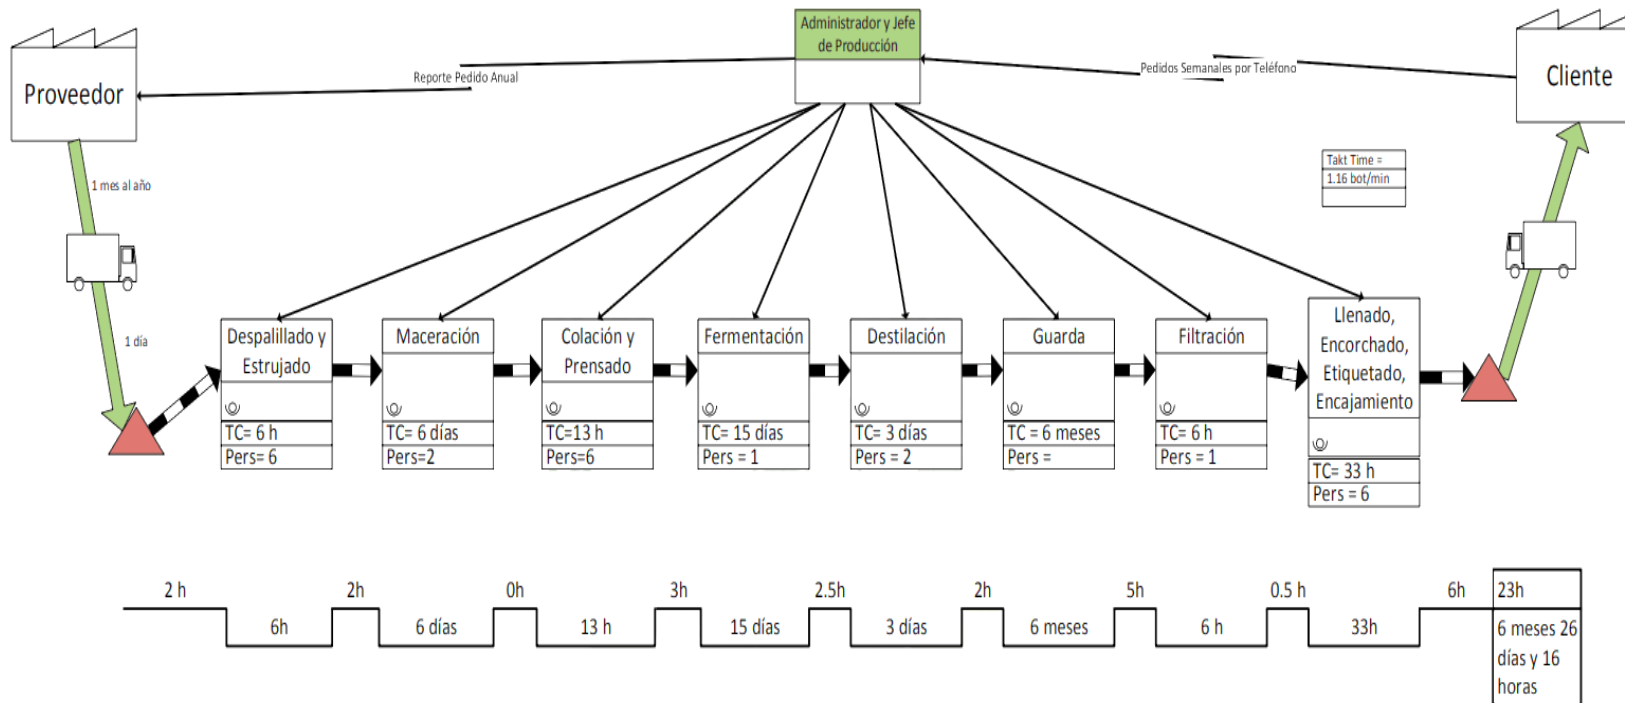 Administrador y Jefe
de Producción
Proveedor
Reporte Pedido Anual
Pedidos Semanales por Teléfono
Cliente
1 mes al año
Takt Time =
1.16 bot/min
1 día
Despalillado y
Estrujado
TC= 6 h
Pers= 6
Maceración
TC= 6 días
Pers=2
Colación y
Prensado
TC=13 h
Pers=6
Fermentación
TC= 15 días
Pers = 1
Destilación
TC= 3 días
Pers = 2
Guarda
TC = 6 meses
Pers =
Filtración
TC= 6 h
Pers = 1
Llenado,
Encorchado,
Etiquetado,
Encajamiento
TC= 33 h
Pers = 6
2 h
2h
0h
3h
2.5h
2h
5h
0.5 h
6h
23h
6h
6 días
13 h
15 días
3 días
6 meses
6 h
33h
6 meses 26
días y 16
horas